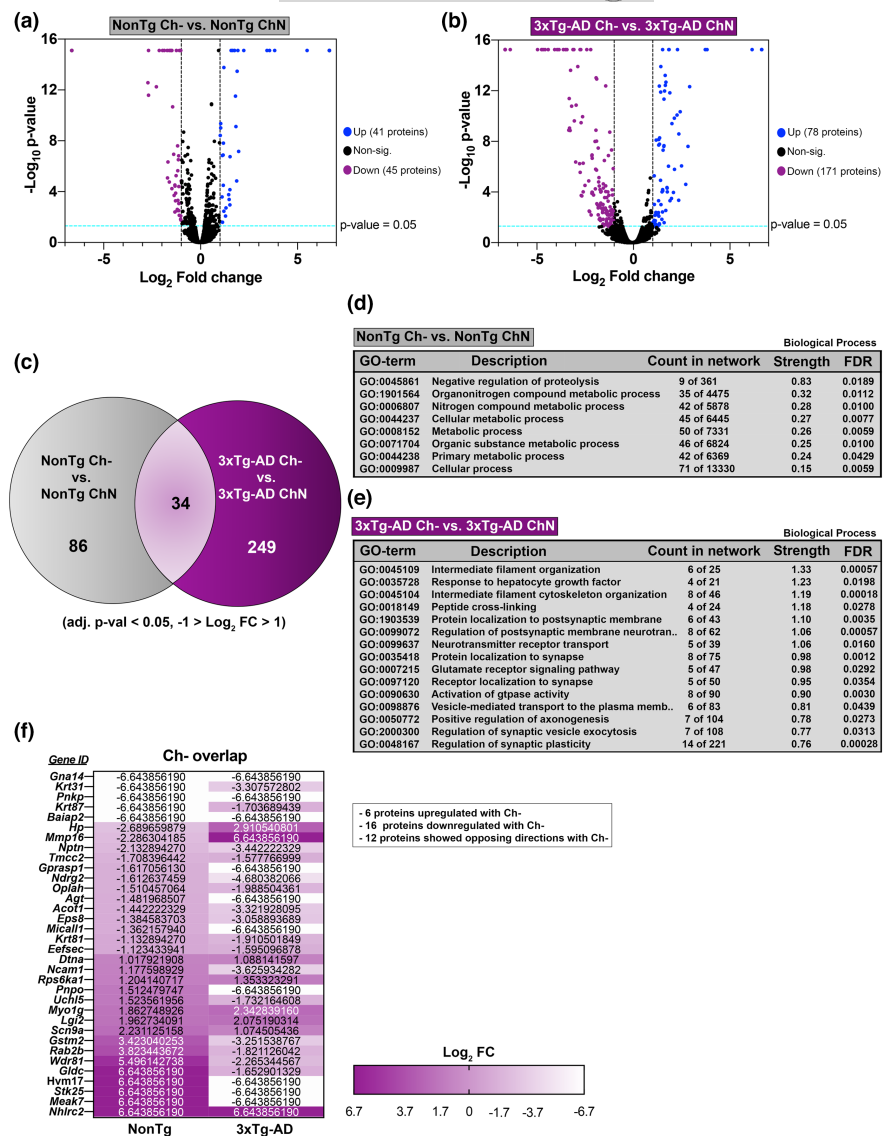 (a)
NonTg Ch- vs. NonTg ChN
16
12
8
4
0
-Log10 p-value
-5
0
5
Log2 Fold change
Up (41 proteins)
Non-sig.
Down (45 proteins)
p-value = 0.05
(b)
3xTg-AD Ch- vs. 3xTg-AD ChN
16
12
8
4
0
-Log10 p-value
-5
0
5
Log2 Fold change
Up (78 proteins)
Non-sig.
Down (171 proteins)
p-value = 0.05
(c)
NonTg Ch-
vs.
NonTg ChN
86
34
3xTg-AD Ch-
vs.
3xTg-AD ChN
249
(adj. p-val < 0.05, -1 > Log2 FC > 1)
(d)
NonTg Ch- vs. NonTg ChN
Biological Process
GO-term Description Count in network Strength FDR
GO:0045861 Negative regulation of proteolysis 9 of 361 0.83 0.0189
GO:1901564 Organonitrogen compound metabolic process 35 of 4475 0.32 0.0112
GO:0006807 Nitrogen compound metabolic process 42 of 5878 0.28 0.0100
GO:0044237 Cellular metabolic process 45 of 6445 0.27 0.0077
GO:0008152 Metabolic process 50 of 7331 0.26 0.0059
GO:0071704 Organic substance metabolic process 46 of 6824 0.25 0.0100
GO:0044238 Primary metabolic process 42 of 6369 0.24 0.0429
GO:0009987 Cellular process 71 of 13330 0.15 0.0059
(e)
3xTg-AD Ch- vs. 3xTg-AD ChN
Biological Process
GO-term Description Count in network Strength FDR
GO:0045109 Intermediate filament organization 6 of 25 1.33 0.00057
GO:0035728 Response to hepatocyte growth factor 4 of 21 1.23 0.0198
GO:0045104 Intermediate filament cytoskeleton organization 8 of 46 1.19 0.00018
GO:0018149 Peptide cross-linking 4 of 24 1.18 0.0278
GO:1903539 Protein localization to postsynaptic membrane 6 of 43 1.10 0.0035
GO:0099072 Regulation of postsynaptic membrane neurotran.. 8 of 62 1.06 0.00057
GO:0099637 Neurotransmitter receptor transport 5 of 39 1.06 0.0160
GO:0035418 Protein localization to synapse 8 of 75 0.98 0.0012
GO:0007215 Glutamate receptor signaling pathway 5 of 47 0.98 0.0292
GO:0097120 Receptor localization to synapse 5 of 50 0.95 0.0354
GO:0090630 Activation of gtpase activity 8 of 90 0.90 0.0030
GO:0098876 Vesicle-mediated transport to the plasma memb.. 6 of 83 0.81 0.0439
GO:0050772 Positive regulation of axonogenesis 7 of 104 0.78 0.0273
GO:2000300 Regulation of synaptic vesicle exocytosis 7 of 108 0.77 0.0313
GO:0048167 Regulation of synaptic plasticity 14 of 221 0.76 0.00028
(f)
Gene ID
Ch- overlap
Gna14 -6.643856190 -6.643856190
Krt31 -6.643856190 -3.307572802
Pnkp -6.643856190 -6.643856190
Krt87 -6.643856190 -1.703689439
Baiap2 -6.643856190 -6.643856190
Hp -2.689659879 2.910540801
Mmp16 -2.286304185 6.643856190
Nptn -2.132894270 -3.442222329
Tmcc2 -1.708396442 -1.577766999
Gprasp1 -1.617056130 -6.643856190
Ndrg2 -1.612637459 -4.680382066
Oplah -1.510457064 -1.988504361
Agt -1.481968507 -6.643856190
Acot1 -1.442222329 -3.321928095
Eps8 -1.384583703 -3.058893689
Micall1 -1.362157940 -6.643856190
Krt81 -1.132894270 -1.910501849
Eefsec -1.123433941 -1.595096878
Dtna 1.017921908 1.088141597
Ncam1 1.177598929 -3.625934282
Rps6ka1 1.204140717 1.353323291
Pnpo 1.512479747 -6.643856190
Uchl5 1.523561956 -1.732164608
Myo1g 1.862748926 2.342839160
Lgi2 1.962734091 2.075190314
Scn9a 2.231125158 1.074505436
Gstm2 3.423040253 -3.251538767
Rab2b 3.823443672 -1.821126042
Wdr81 5.496142738 -2.265344567
Gldc 6.643856190 -1.652901329
Hvm17 6.643856190 -6.643856190
Stk25 6.643856190 -6.643856190
Meak7 6.643856190 -6.643856190
Nhlrc2 6.643856190 6.643856190
NonTg 3xTg-AD
- 6 proteins upregulated with Ch-
- 16 proteins downregulated with Ch-
- 12 proteins showed opposing directions with Ch-
Log2 FC
6.7 3.7 1.7 0 -1.7 -3.7 -6.7